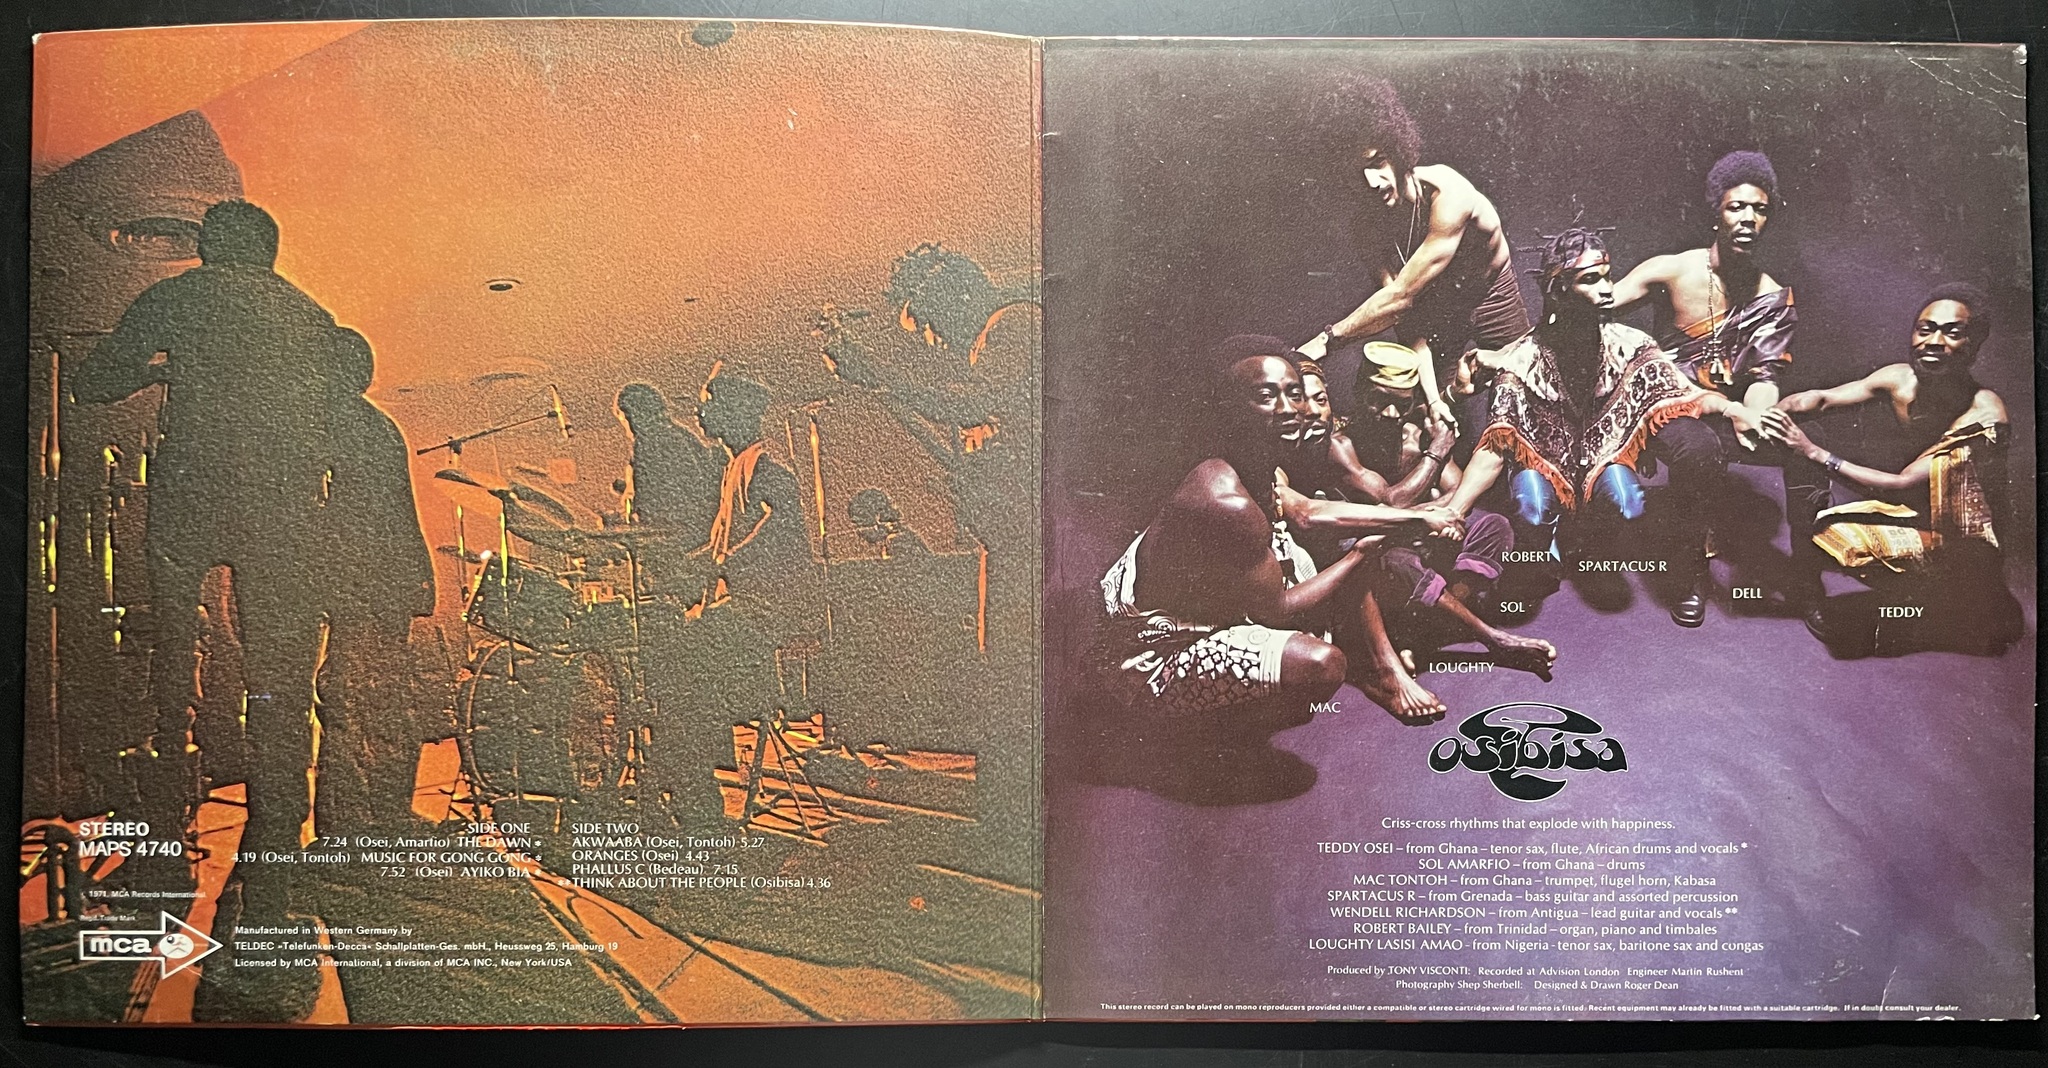 STEREO
MAPS 4740
SIDE ONE
7.24 (Osei, Amarfio) THE DAWN *
4.19 (Osei, Tontoh) MUSIC FOR GONG GONG *
7.52 (Osei) AYIKO BIA *
SIDE TWO
AKWAABA (Osei, Tontoh) 5.27
ORANGES (Osei) 4.43
PHALLUS C (Bedeau) 7.15
**THINK ABOUT THE PEOPLE (Osibisa) 4.36
1971, MCA Records International
Regd. Trade Mark
mca
Manufactured in Western Germany by
TELDEC »Telefunken-Decca« Schallplatten-Ges. mbH., Heussweg 25, Hamburg 19
Licensed by MCA International, a division of MCA INC., New York/USA
ROBERT
SPARTACUS R
DELL
SOL
TEDDY
LOUGHTY
MAC
osibisa
Criss-cross rhythms that explode with happiness.
TEDDY OSEI – from Ghana – tenor sax, flute, African drums and vocals *
SOL AMARFIO – from Ghana – drums
MAC TONTOH – from Ghana – trumpet, flugel horn, Kabasa
SPARTACUS R – from Grenada – bass guitar and assorted percussion
WENDELL RICHARDSON – from Antigua – lead guitar and vocals **
ROBERT BAILEY – from Trinidad – organ, piano and timbales
LOUGHTY LASISI AMAO - from Nigeria - tenor sax, baritone sax and congas
Produced by TONY VISCONTI: Recorded at Advision London Engineer Martin Rushent
Photography Shep Sherbell: Designed & Drawn Roger Dean
This stereo record can be played on mono reproducers provided either a compatible or stereo cartridge wired for mono is fitted: Recent equipment may already be fitted with a suitable cartridge. If in doubt consult your dealer.